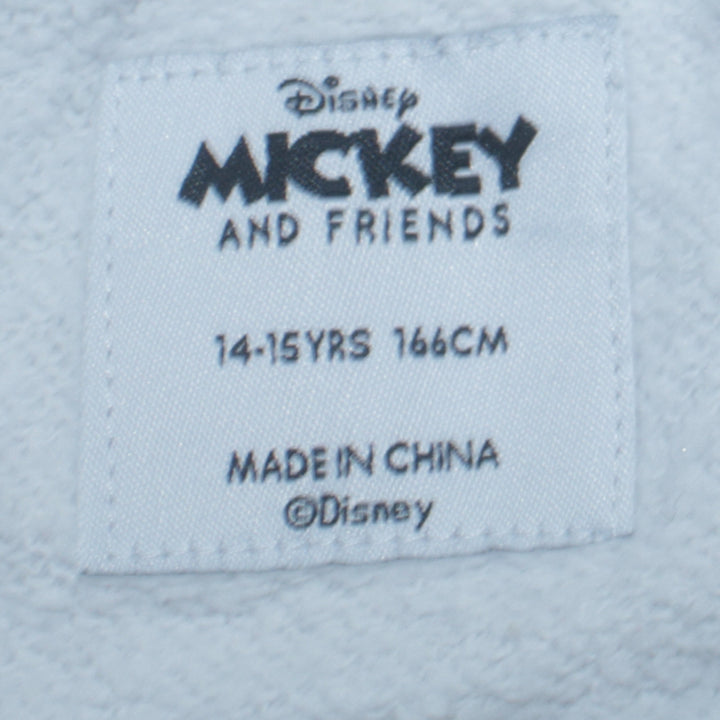 Disney
MICKEY
AND FRIENDS
14-15YRS 166CM
MADE IN CHINA
©Disney